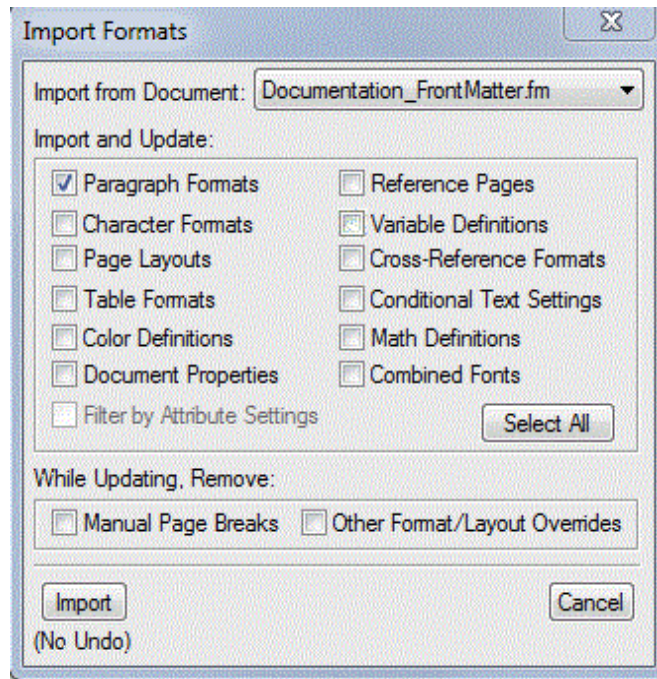 Import Formats
Import from Document: Documentation_FrontMatter.fm
Import and Update:
Paragraph Formats Reference Pages
Character Formats Variable Definitions
Page Layouts Cross-Reference Formats
Table Formats Conditional Text Settings
Color Definitions Math Definitions
Document Properties Combined Fonts
Filter by Attribute Settings Select All
While Updating, Remove:
Manual Page Breaks Other Format/Layout Overrides
Import Cancel
(No Undo)